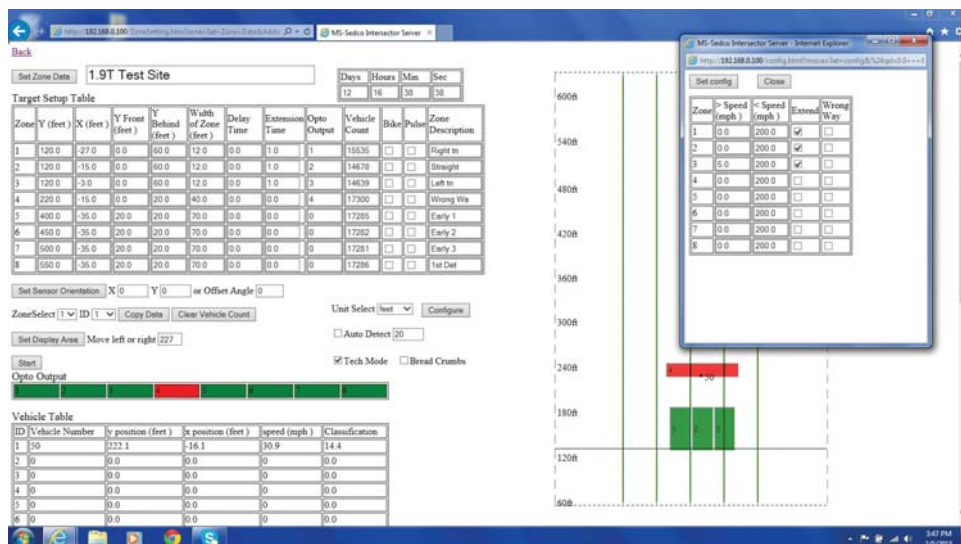 MS-Sedco Intersector Server
Back
Set Zone Data 1.9T Test Site
Days Hours Min Sec
12 16 38 38
Target Setup Table
Zone Y (feet ) X (feet ) Y Front (feet ) Y Behind (feet ) Width of Zone (feet ) Delay Time Extension Time Opto Output Vehicle Count Bike Pulse Zone Description
1 120.0 -27.0 0.0 60.0 12.0 0.0 1.0 1 15535 Right tn
2 120.0 -15.0 0.0 60.0 12.0 0.0 1.0 2 14678 Straight
3 120.0 -3.0 0.0 60.0 12.0 0.0 1.0 3 14639 Left tn
4 220.0 -15.0 0.0 20.0 40.0 0.0 0.0 4 17300 Wrong Wa
5 400.0 -35.0 20.0 20.0 70.0 0.0 0.0 0 17285 Early 1
6 450.0 -35.0 20.0 20.0 70.0 0.0 0.0 0 17282 Early 2
7 500.0 -35.0 20.0 20.0 70.0 0.0 0.0 0 17281 Early 3
8 550.0 -35.0 20.0 20.0 70.0 0.0 0.0 0 17286 1st Det
Set Sensor Orientation X 0 Y 0 or Offset Angle 0
Unit Select feet Configure
ZoneSelect 1 ID 1 Copy Data Clear Vehicle Count
Auto Detect 20
Set Display Area Move left or right 227
Tech Mode Bread Crumbs
Start
Opto Output
1 2 3 4 5 6 7 8
Vehicle Table
ID Vehicle Number y position (feet ) x position (feet ) speed (mph ) Classification
1 50 222.1 -16.1 30.9 14.4
2 0 0.0 0.0 0 0.0
3 0 0.0 0.0 0 0.0
4 0 0.0 0.0 0 0.0
5 0 0.0 0.0 0 0.0
6 0 0.0 0.0 0 0.0
600ft
540ft
480ft
420ft
360ft
300ft
240ft
180ft
120ft
60ft
4 50
1 2 3
MS-Sedco Intersector Server - Internet Explorer
Set config Close
Zone > Speed (mph ) < Speed (mph ) Extend Wrong Way
1 0.0 200.0
2 0.0 200.0
3 5.0 200.0
4 0.0 200.0
5 0.0 200.0
6 0.0 200.0
7 0.0 200.0
8 0.0 200.0
3:47 PM